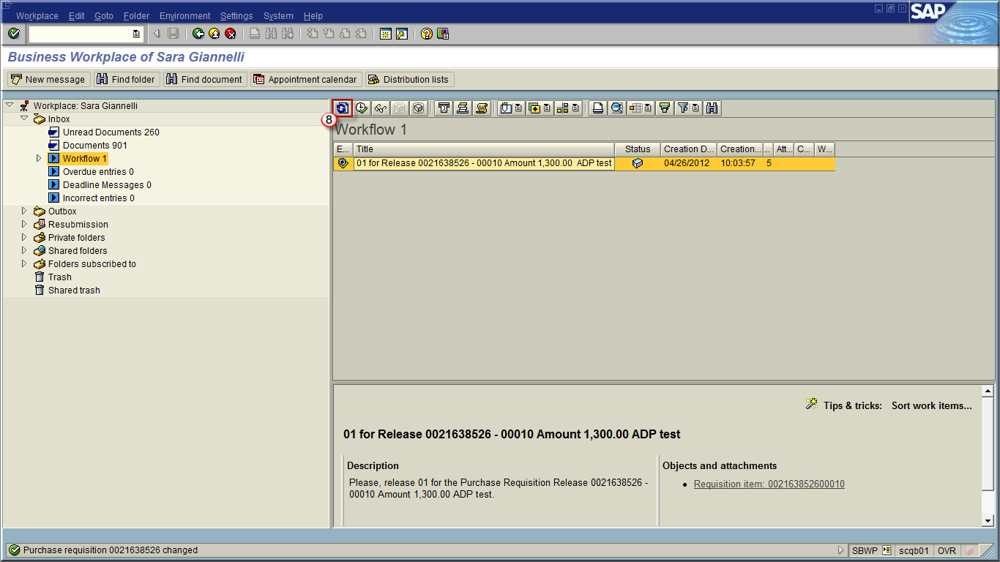 Workplace Edit Goto Folder Environment Settings System Help
SAP
Business Workplace of Sara Giannelli
New message Find folder Find document 12 Appointment calendar Distribution lists
Workplace: Sara Giannelli
Inbox
Unread Documents 260
Documents 901
Workflow 1
Overdue entries 0
Deadline Messages 0
Incorrect entries 0
Outbox
Resubmission
Private folders
Shared folders
Folders subscribed to
Trash
Shared trash
8
Workflow 1
E... Title Status Creation D... Creation... ... Att... C... W...
01 for Release 0021638526 - 00010 Amount 1,300.00 ADP test 04/26/2012 10:03:57 5
Tips & tricks: Sort work items...
01 for Release 0021638526 - 00010 Amount 1,300.00 ADP test
Description
Please, release 01 for the Purchase Requisition Release 0021638526 -
00010 Amount 1,300.00 ADP test.
Objects and attachments
• Requisition item: 002163852600010
Purchase requisition 0021638526 changed
SBWP scqb01 OVR